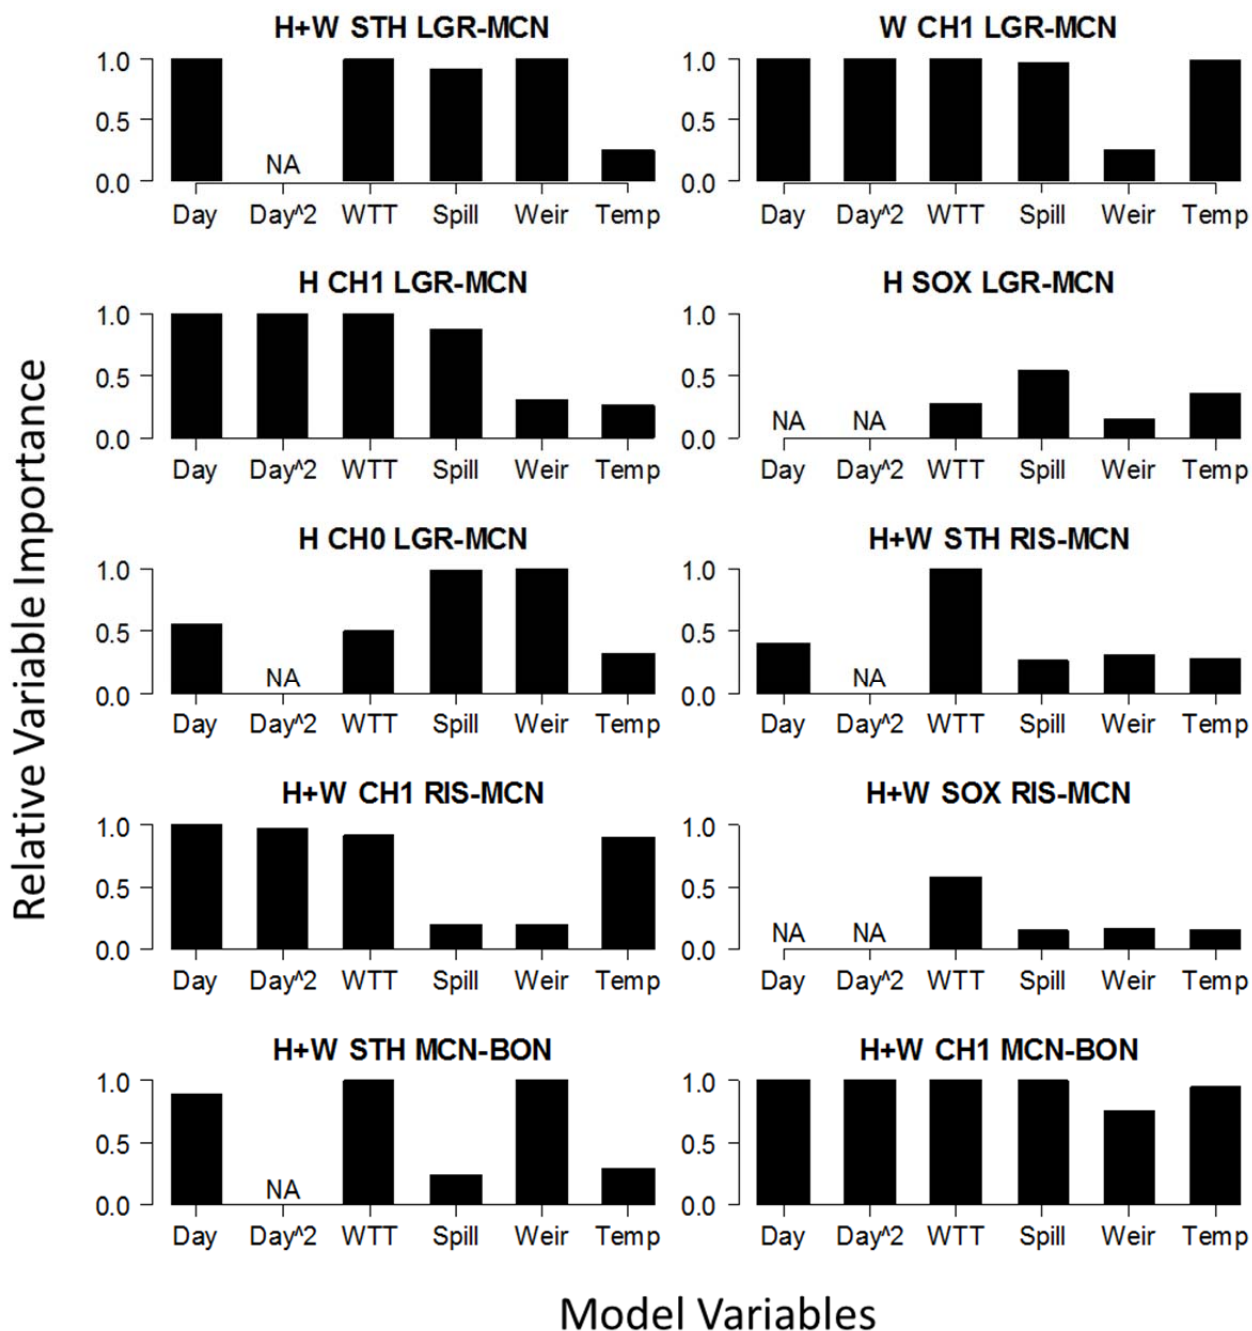 H+W STH LGR-MCN
1.0
0.5
0.0
NA
Day Day^2 WTT Spill Weir Temp
W CH1 LGR-MCN
1.0
0.5
0.0
Day Day^2 WTT Spill Weir Temp
H CH1 LGR-MCN
1.0
0.5
0.0
Day Day^2 WTT Spill Weir Temp
H SOX LGR-MCN
1.0
0.5
0.0
NA NA
Day Day^2 WTT Spill Weir Temp
H CH0 LGR-MCN
1.0
0.5
0.0
NA
Day Day^2 WTT Spill Weir Temp
H+W STH RIS-MCN
1.0
0.5
0.0
NA
Day Day^2 WTT Spill Weir Temp
H+W CH1 RIS-MCN
1.0
0.5
0.0
Day Day^2 WTT Spill Weir Temp
H+W SOX RIS-MCN
1.0
0.5
0.0
NA NA
Day Day^2 WTT Spill Weir Temp
H+W STH MCN-BON
1.0
0.5
0.0
NA
Day Day^2 WTT Spill Weir Temp
H+W CH1 MCN-BON
1.0
0.5
0.0
Day Day^2 WTT Spill Weir Temp
Relative Variable Importance
Model Variables